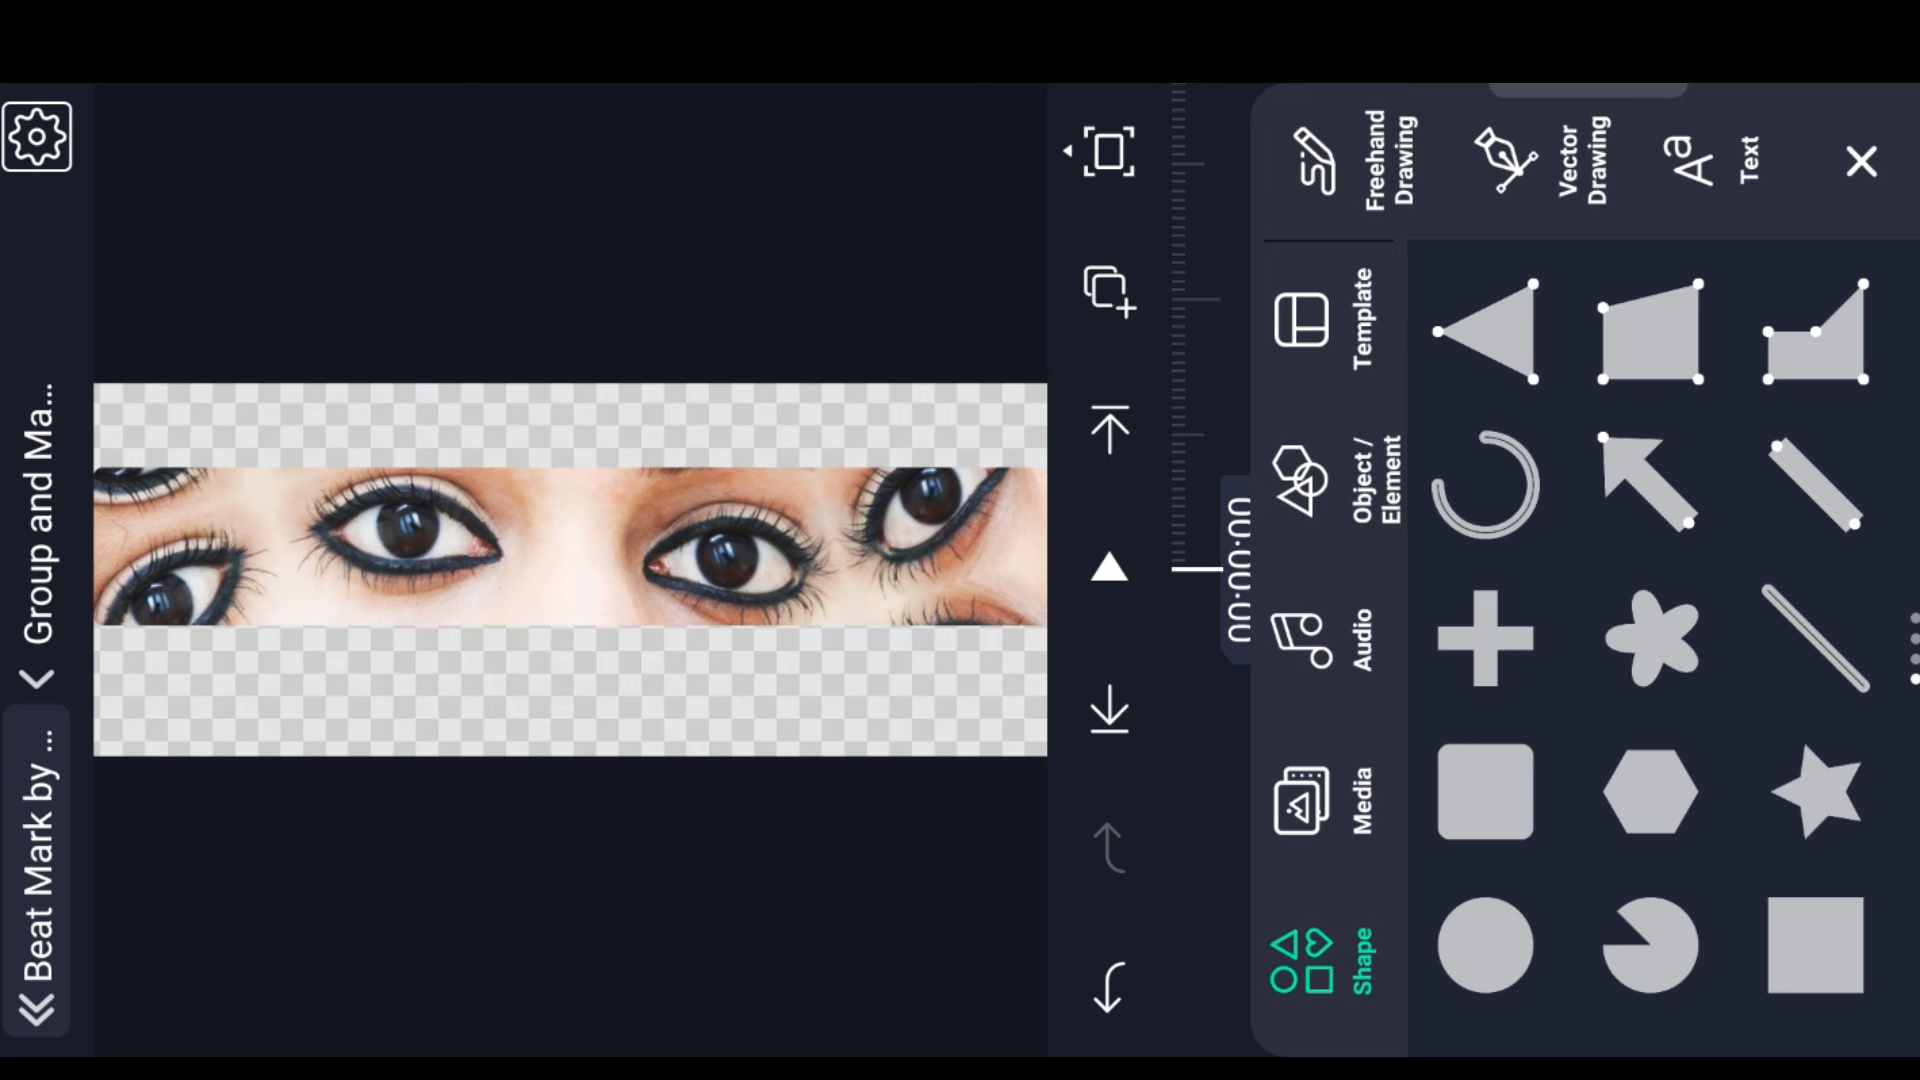 Beat Mark by ...
Group and Ma...
00:00:00
Shape
Media
Audio
Object /
Element
Template
Freehand
Drawing
Vector
Drawing
Text